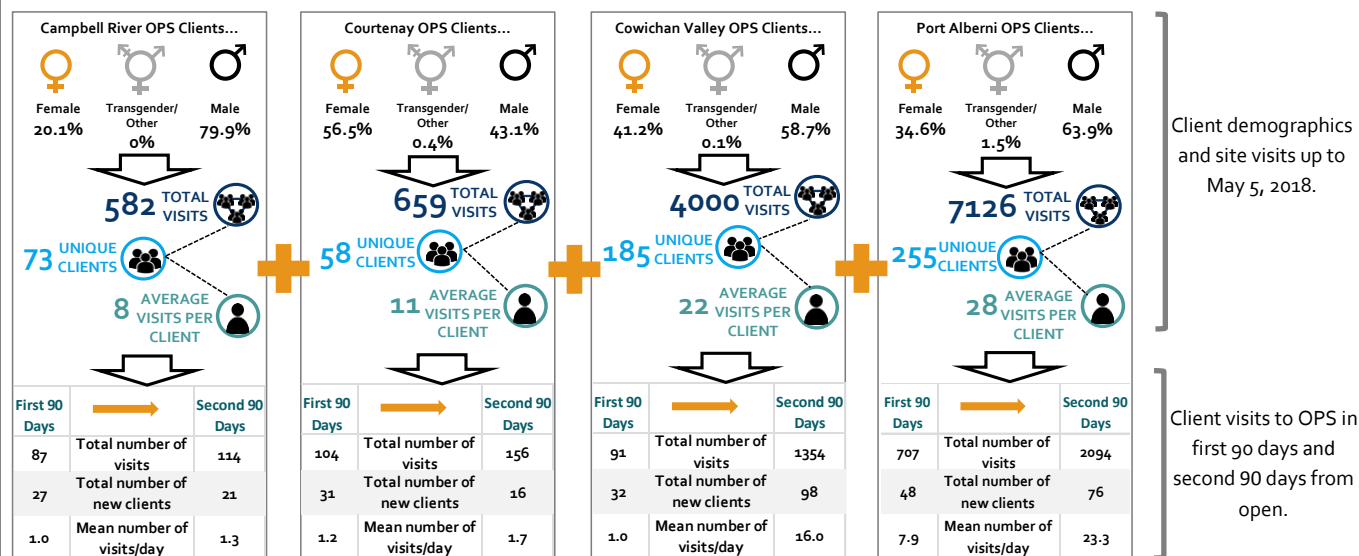 Campbell River OPS Clients...
Female
20.1%
Transgender/
Other
0%
Male
79.9%
582 TOTAL
VISITS
73 UNIQUE
CLIENTS
8 AVERAGE
VISITS PER
CLIENT
First 90
Days
Second 90
Days
87
Total number of
visits
114
27
Total number of
new clients
21
1.0
Mean number of
visits/day
1.3
Courtenay OPS Clients...
Female
56.5%
Transgender/
Other
0.4%
Male
43.1%
659 TOTAL
VISITS
58 UNIQUE
CLIENTS
11 AVERAGE
VISITS PER
CLIENT
First 90
Days
Second 90
Days
104
Total number of
visits
156
31
Total number of
new clients
16
1.2
Mean number of
visits/day
1.7
Cowichan Valley OPS Clients...
Female
41.2%
Transgender/
Other
0.1%
Male
58.7%
4000 TOTAL
VISITS
185 UNIQUE
CLIENTS
22 AVERAGE
VISITS PER
CLIENT
First 90
Days
Second 90
Days
91
Total number of
visits
1354
32
Total number of
new clients
98
1.0
Mean number of
visits/day
16.0
Port Alberni OPS Clients...
Female
34.6%
Transgender/
Other
1.5%
Male
63.9%
7126 TOTAL
VISITS
255 UNIQUE
CLIENTS
28 AVERAGE
VISITS PER
CLIENT
First 90
Days
Second 90
Days
707
Total number of
visits
2094
48
Total number of
new clients
76
7.9
Mean number of
visits/day
23.3
Client demographics
and site visits up to
May 5, 2018.
Client visits to OPS in
first 90 days and
second 90 days from
open.